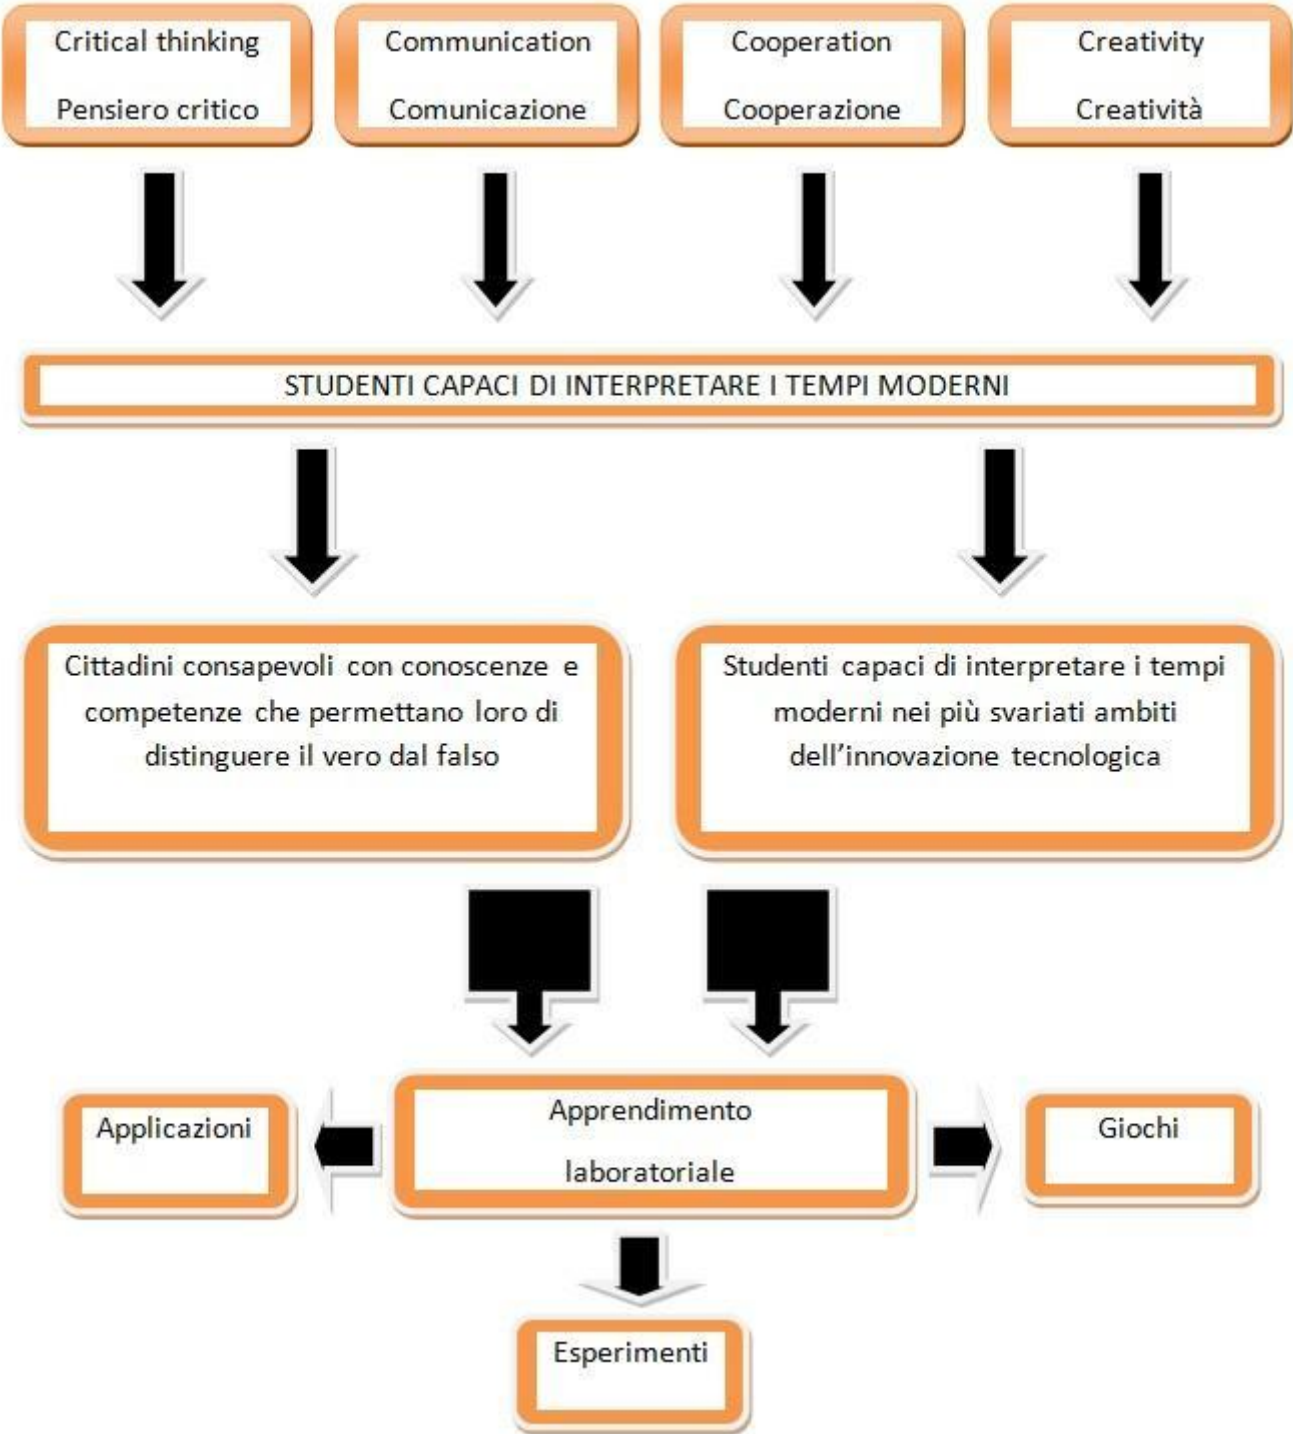 Critical thinking
Pensiero critico
Communication
Comunicazione
Cooperation
Cooperazione
Creativity
Creatività
STUDENTI CAPACI DI INTERPRETARE I TEMPI MODERNI
Cittadini consapevoli con conoscenze e
competenze che permettano loro di
distinguere il vero dal falso
Studenti capaci di interpretare i tempi
moderni nei più svariati ambiti
dell'innovazione tecnologica
Applicazioni
Apprendimento
laboratoriale
Giochi
Esperimenti